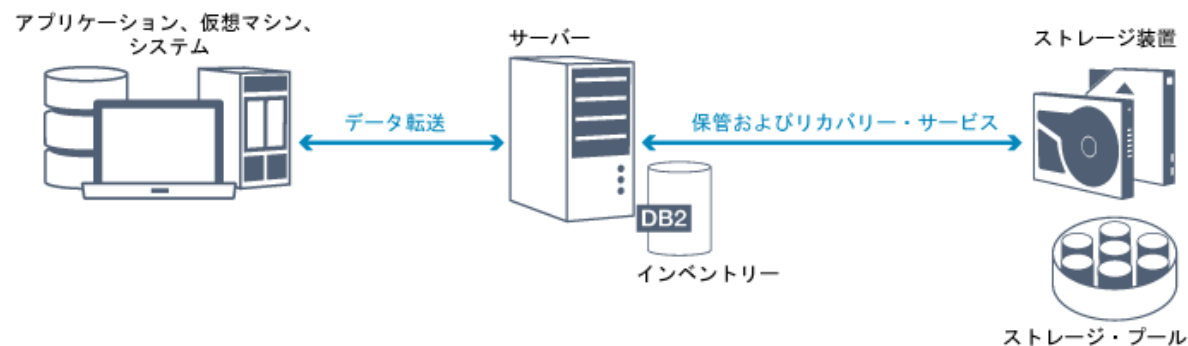 アプリケーション、仮想マシン、
システム
サーバー
ストレージ装置
データ転送
保管およびリカバリー・サービス
DB2
インベントリー
ストレージ・プール